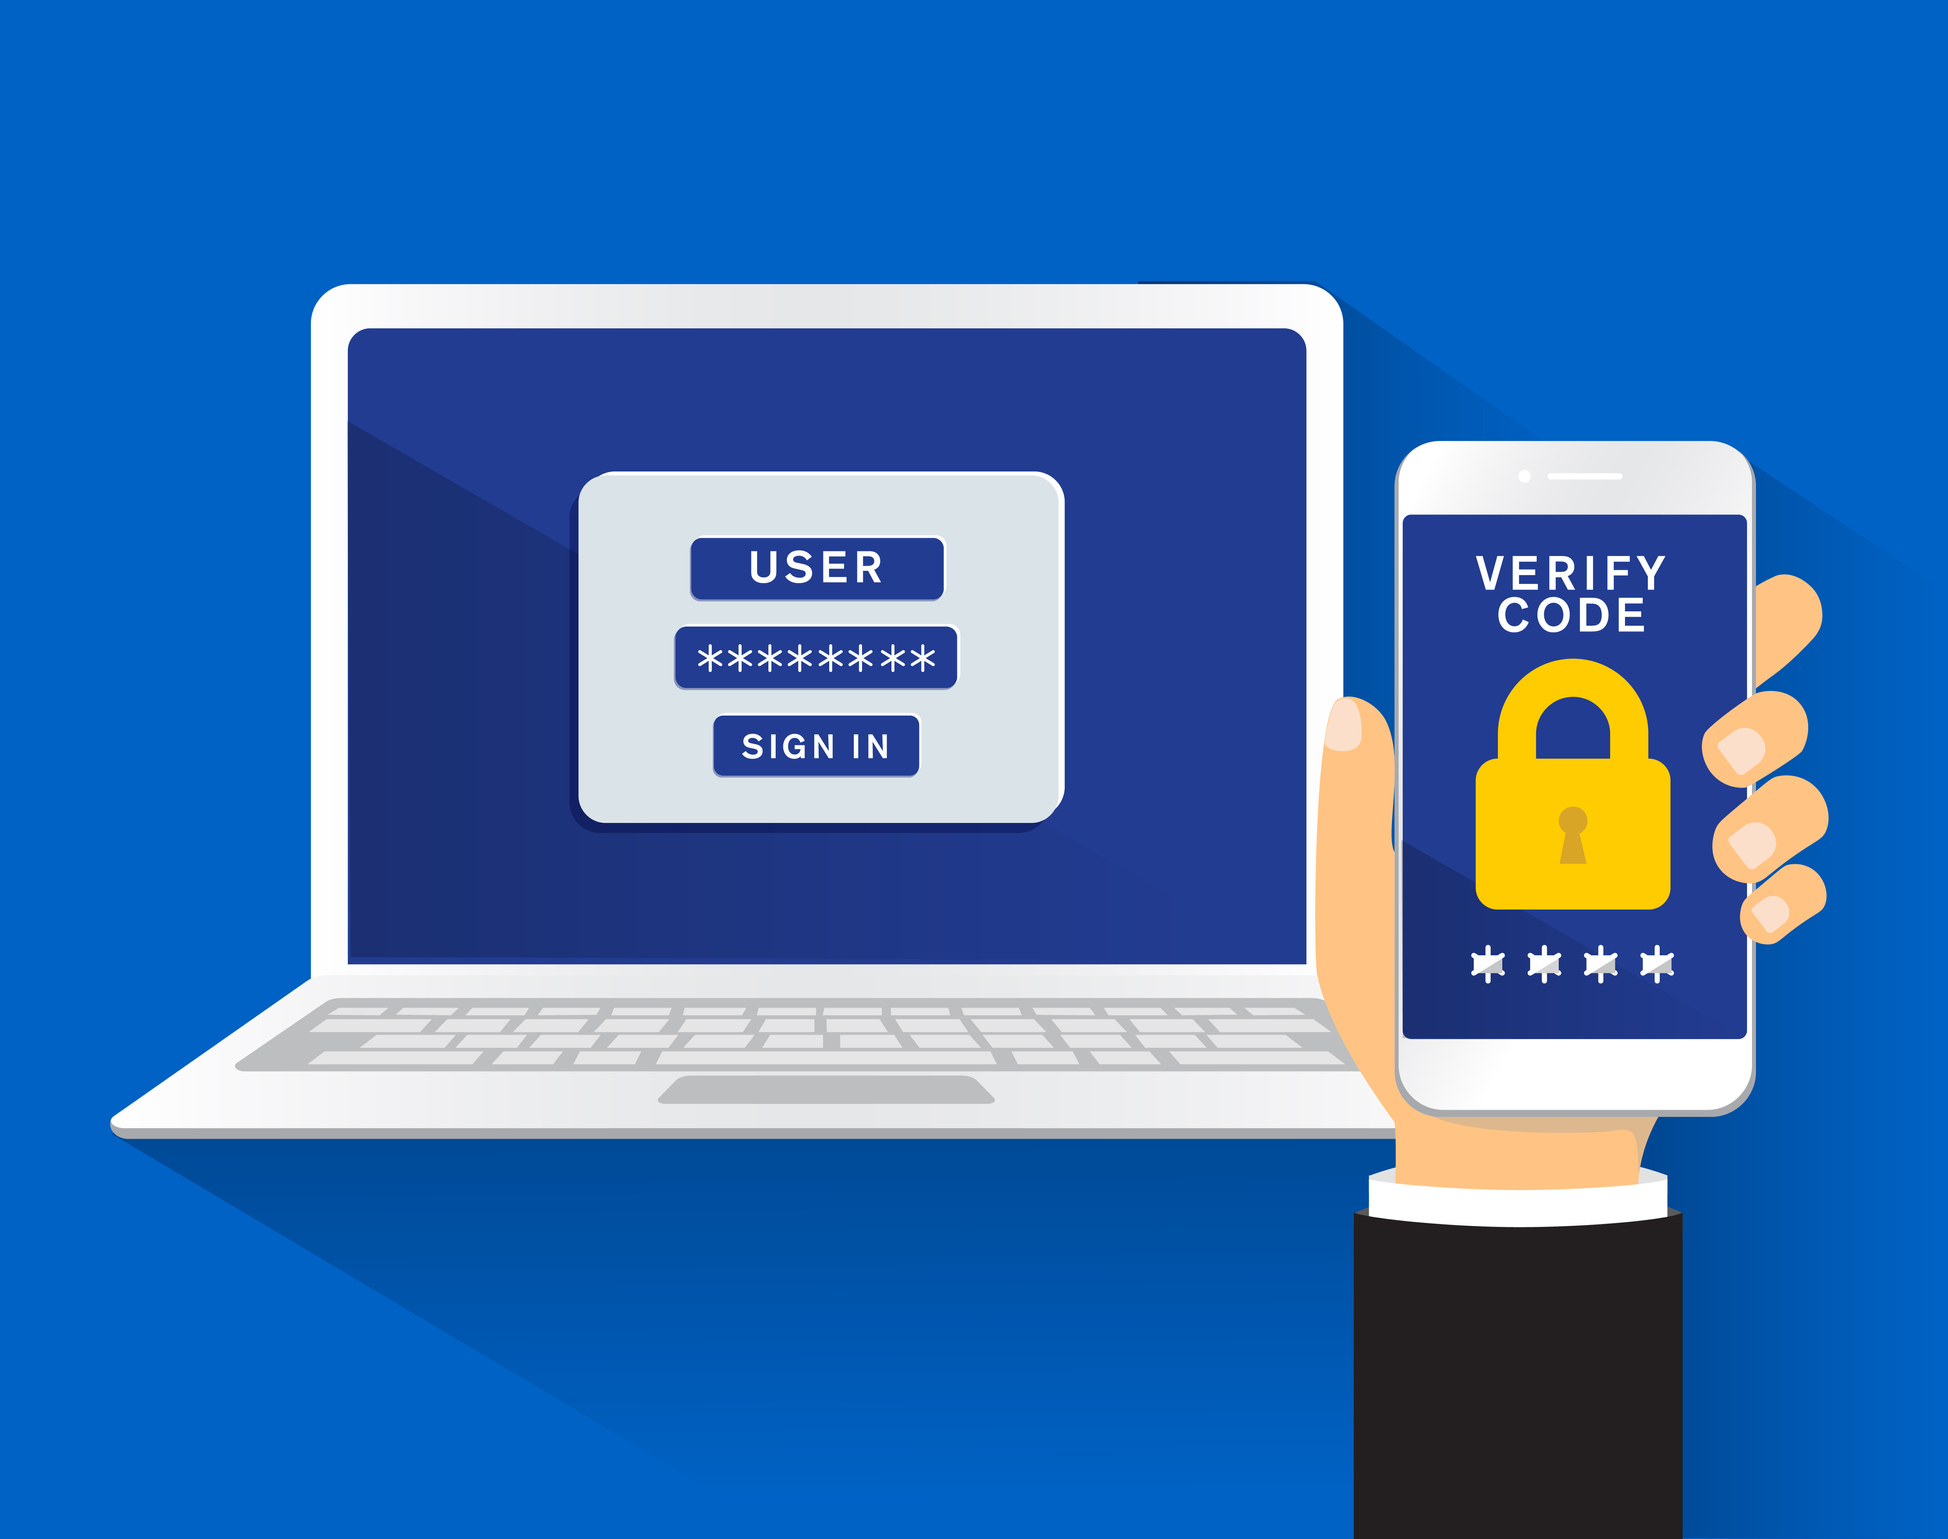 USER
********
SIGN IN
VERIFY
CODE
****